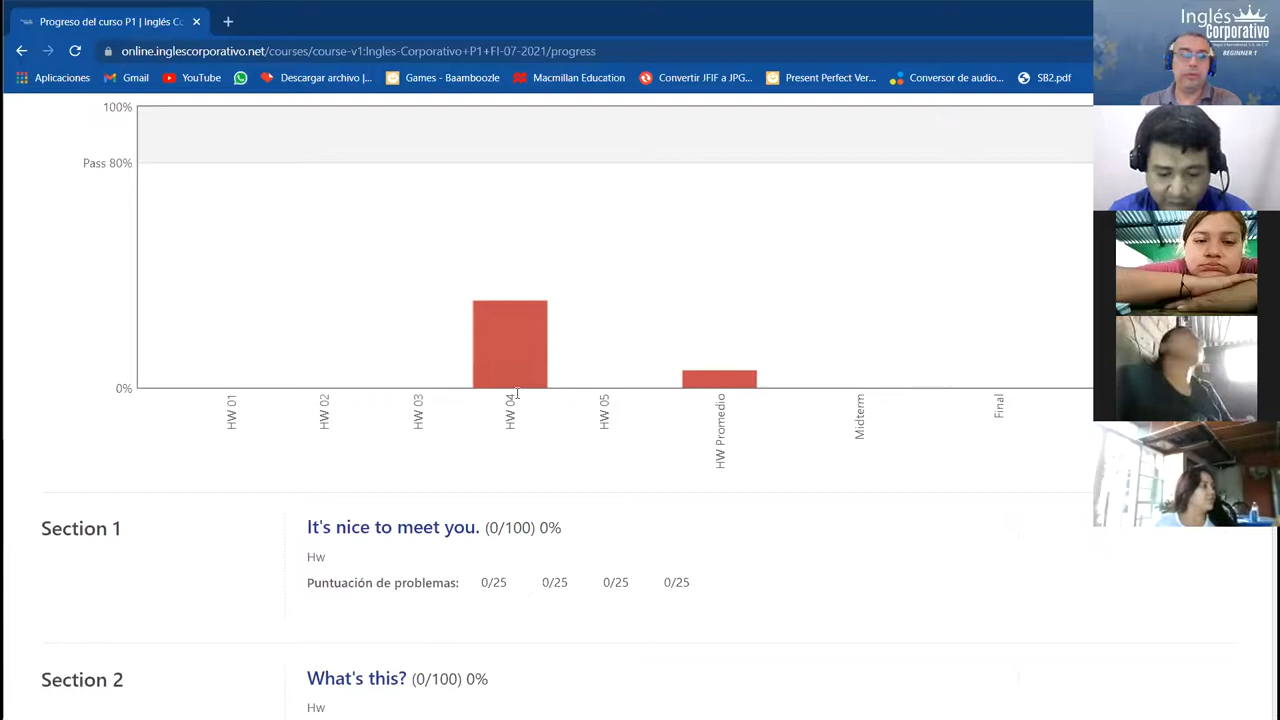 Progreso del curso P1 | Inglés Co
online.inglescorporativo.net/courses/course-v1:Ingles-Corporativo+P1+FI-07-2021/progress
Aplicaciones Gmail YouTube Descargar archivo |... Games - Baamboozle Macmillan Education Convertir JFIF a JPG... Present Perfect Ver... Conversor de audio... SB2.pdf
Inglés
Corporativo
BEGINNER 1
100%
Pass 80%
0%
HW 01
HW 02
HW 03
HW 04
HW 05
HW Promedio
Midterm
Final
Section 1
It's nice to meet you. (0/100) 0%
Hw
Puntuación de problemas: 0/25 0/25 0/25 0/25
Section 2
What's this? (0/100) 0%
Hw